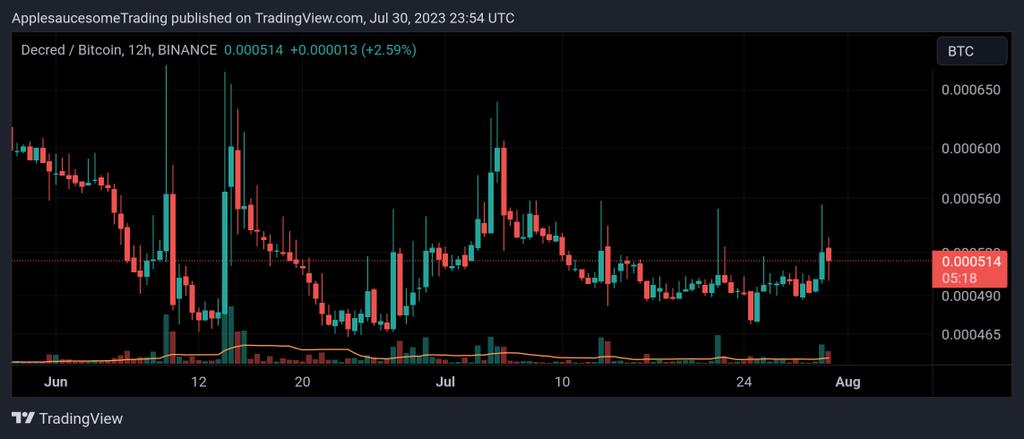 ApplesaucesomeTrading published on TradingView.com, Jul 30, 2023 23:54 UTC
Decred / Bitcoin, 12h, BINANCE 0.000514 +0.000013 (+2.59%)
BTC
0.000650
0.000600
0.000560
0.000514
05:18
0.000490
0.000465
Jun 12 20 Jul 10 24 Aug
TradingView